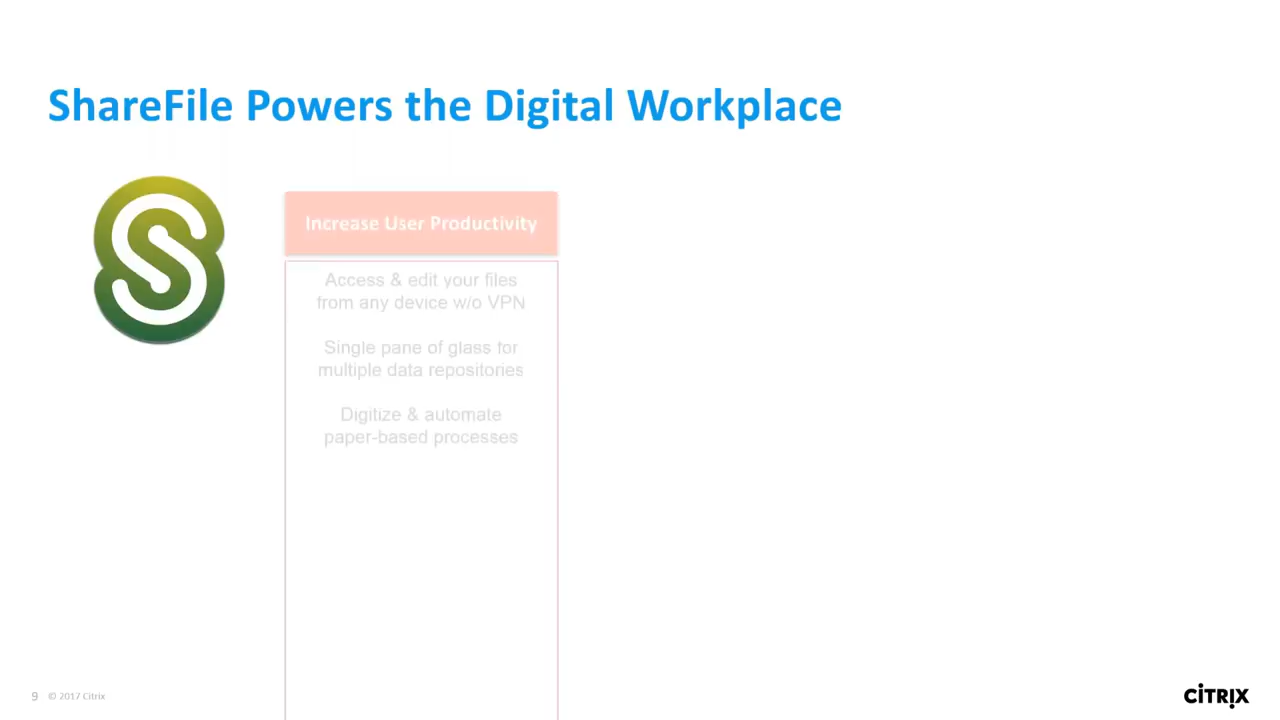 ShareFile Powers the Digital Workplace
Increase User Productivity
Access & edit your files
from any device w/o VPN
Single pane of glass for
multiple data repositories
Digitize & automate
paper-based processes
9 © 2017 Citrix
CITRIX